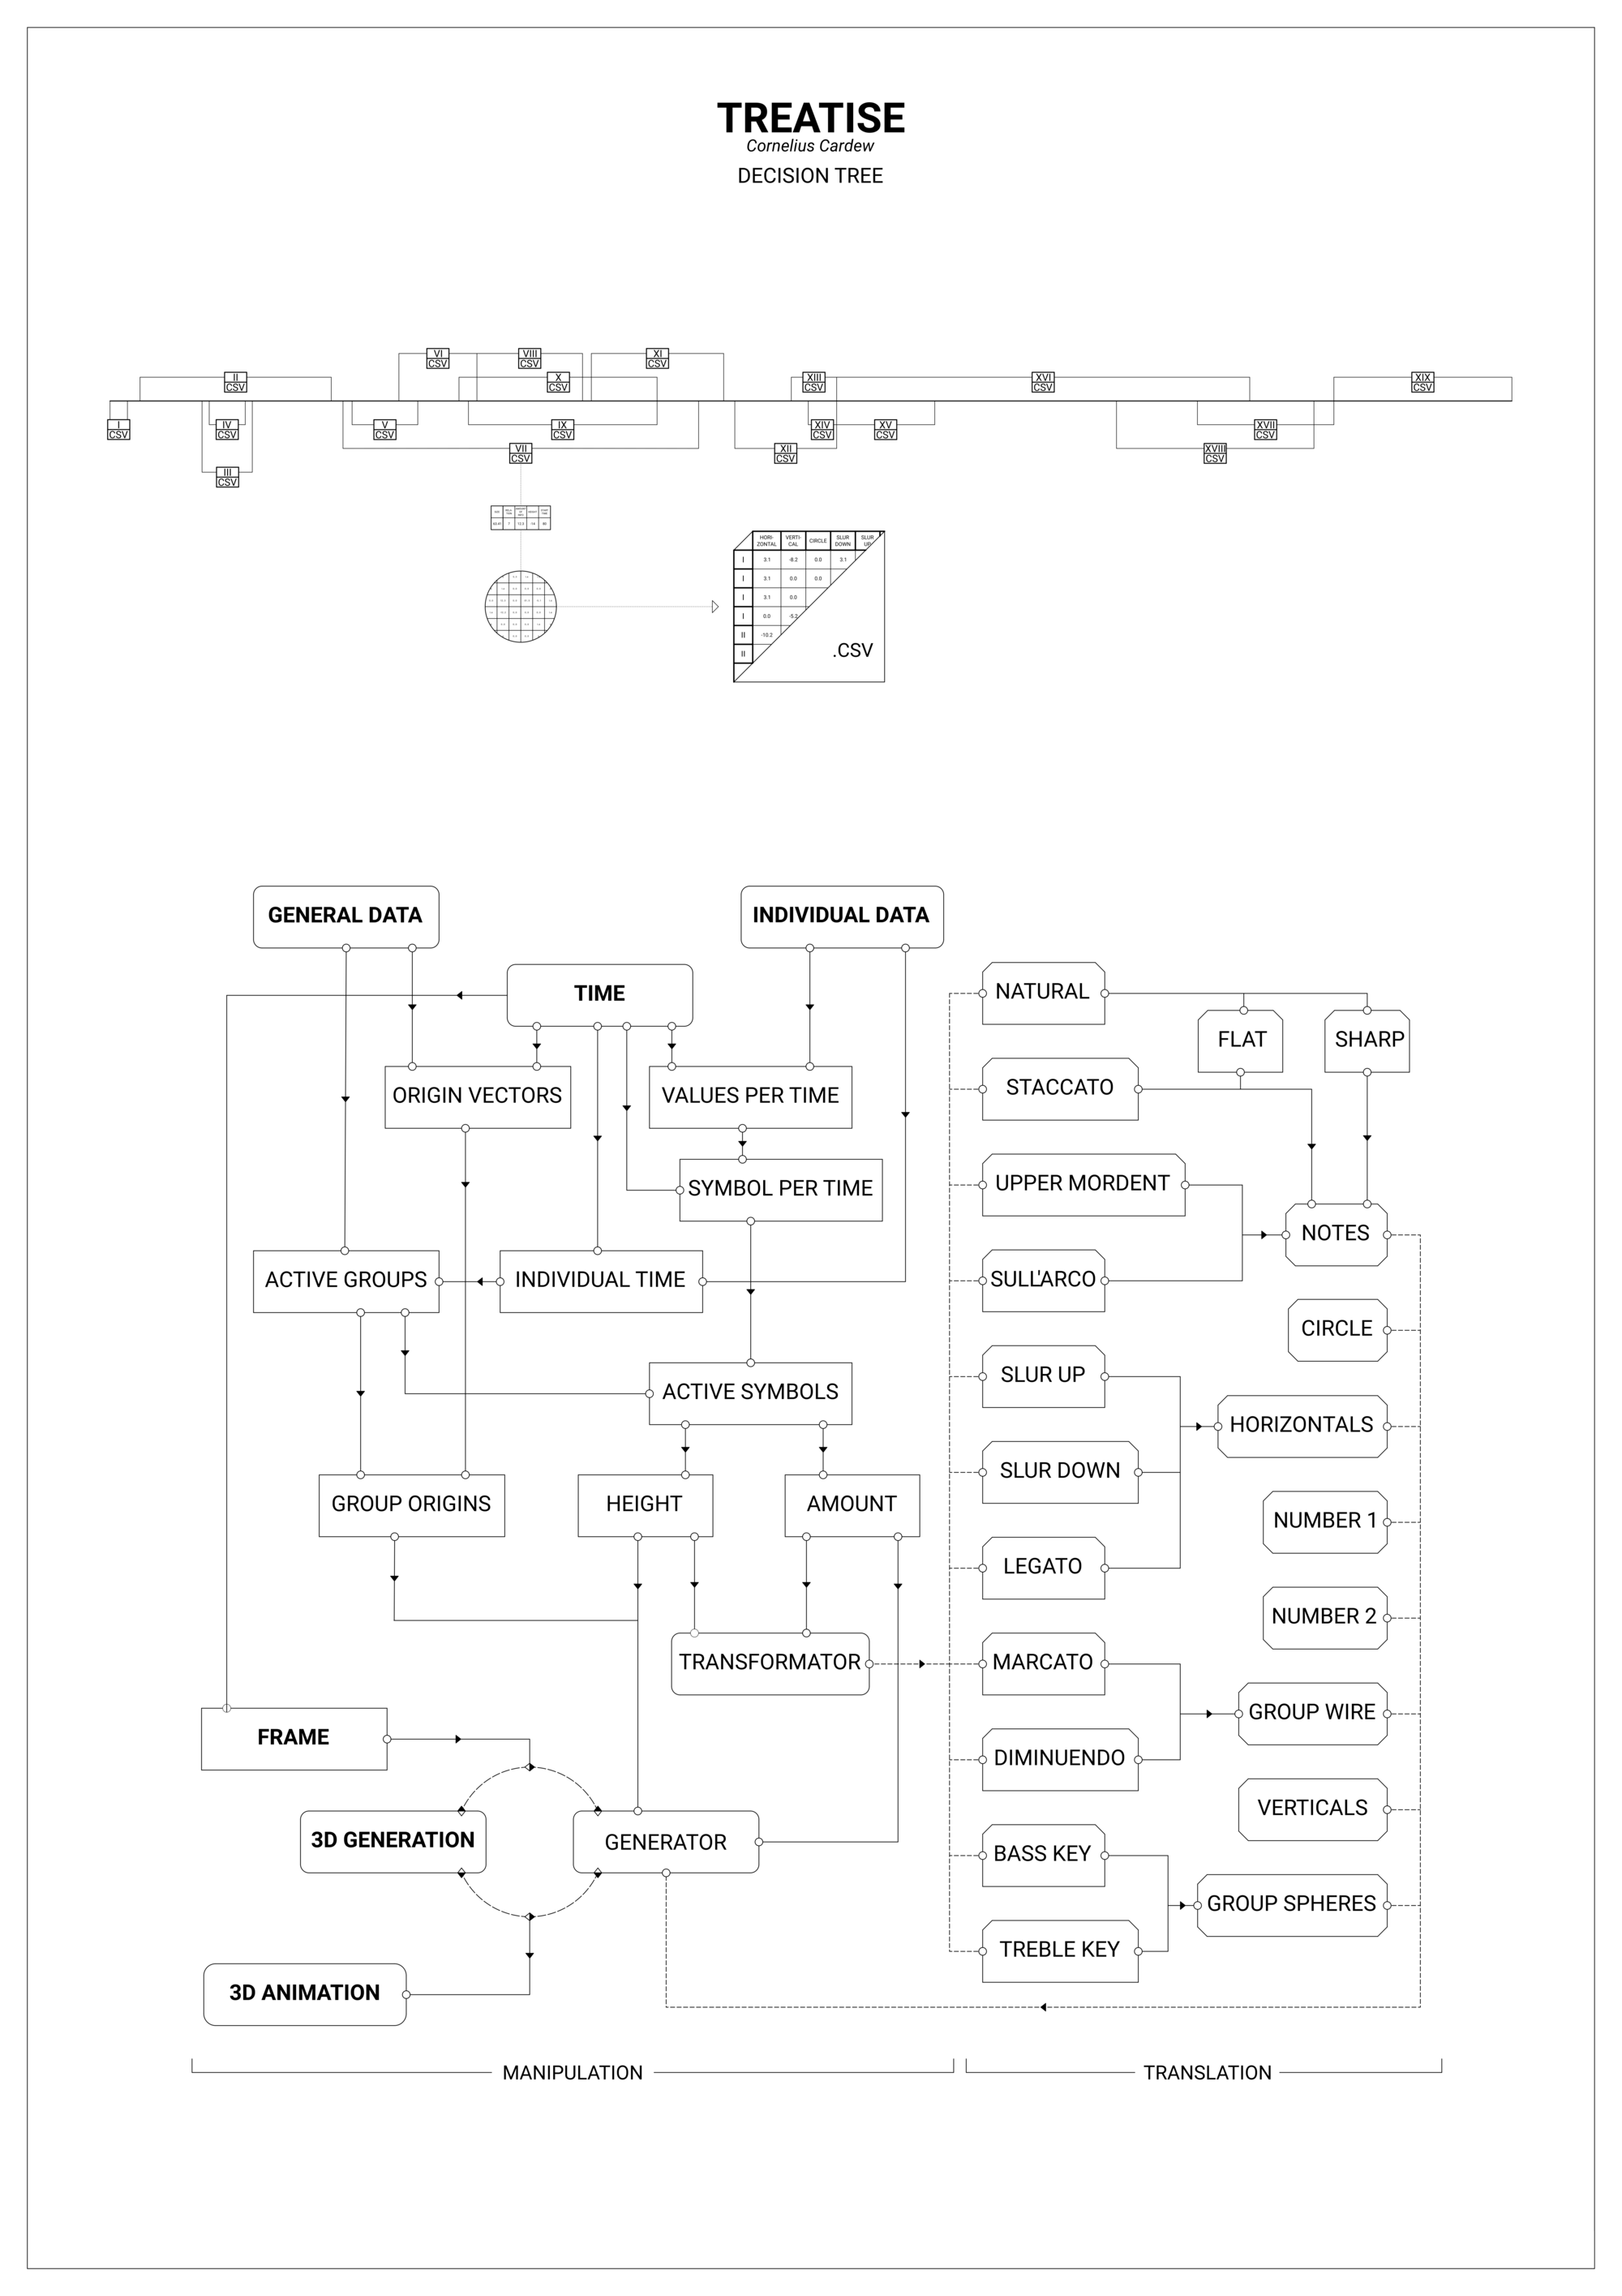 TREATISE
Cornelius Cardew
DECISION TREE
VI
CSV
VIII
CSV
XI
CSV
II
CSV
X
CSV
XIII
CSV
XVI
CSV
XIX
CSV
I
CSV
IV
CSV
V
CSV
IX
CSV
XIV
CSV
XV
CSV
XVII
CSV
VII
CSV
XII
CSV
XVIII
CSV
III
CSV
HORI-
ZONTAL
VERTI-
CAL
CIRCLE
SLUR
DOWN
SLUR
UP
I 3.1 -8.2 0.0 3.1
I 3.1 0.0 0.0
I 3.1 0.0
I 0.0 -5.2
II -10.2
II
.CSV
GENERAL DATA
INDIVIDUAL DATA
TIME
NATURAL
FLAT
SHARP
ORIGIN VECTORS
VALUES PER TIME
STACCATO
SYMBOL PER TIME
UPPER MORDENT
NOTES
ACTIVE GROUPS
INDIVIDUAL TIME
SULL'ARCO
CIRCLE
ACTIVE SYMBOLS
SLUR UP
HORIZONTALS
SLUR DOWN
GROUP ORIGINS
HEIGHT
AMOUNT
NUMBER 1
LEGATO
NUMBER 2
TRANSFORMATOR
MARCATO
GROUP WIRE
FRAME
DIMINUENDO
VERTICALS
3D GENERATION
GENERATOR
BASS KEY
GROUP SPHERES
TREBLE KEY
3D ANIMATION
MANIPULATION
TRANSLATION